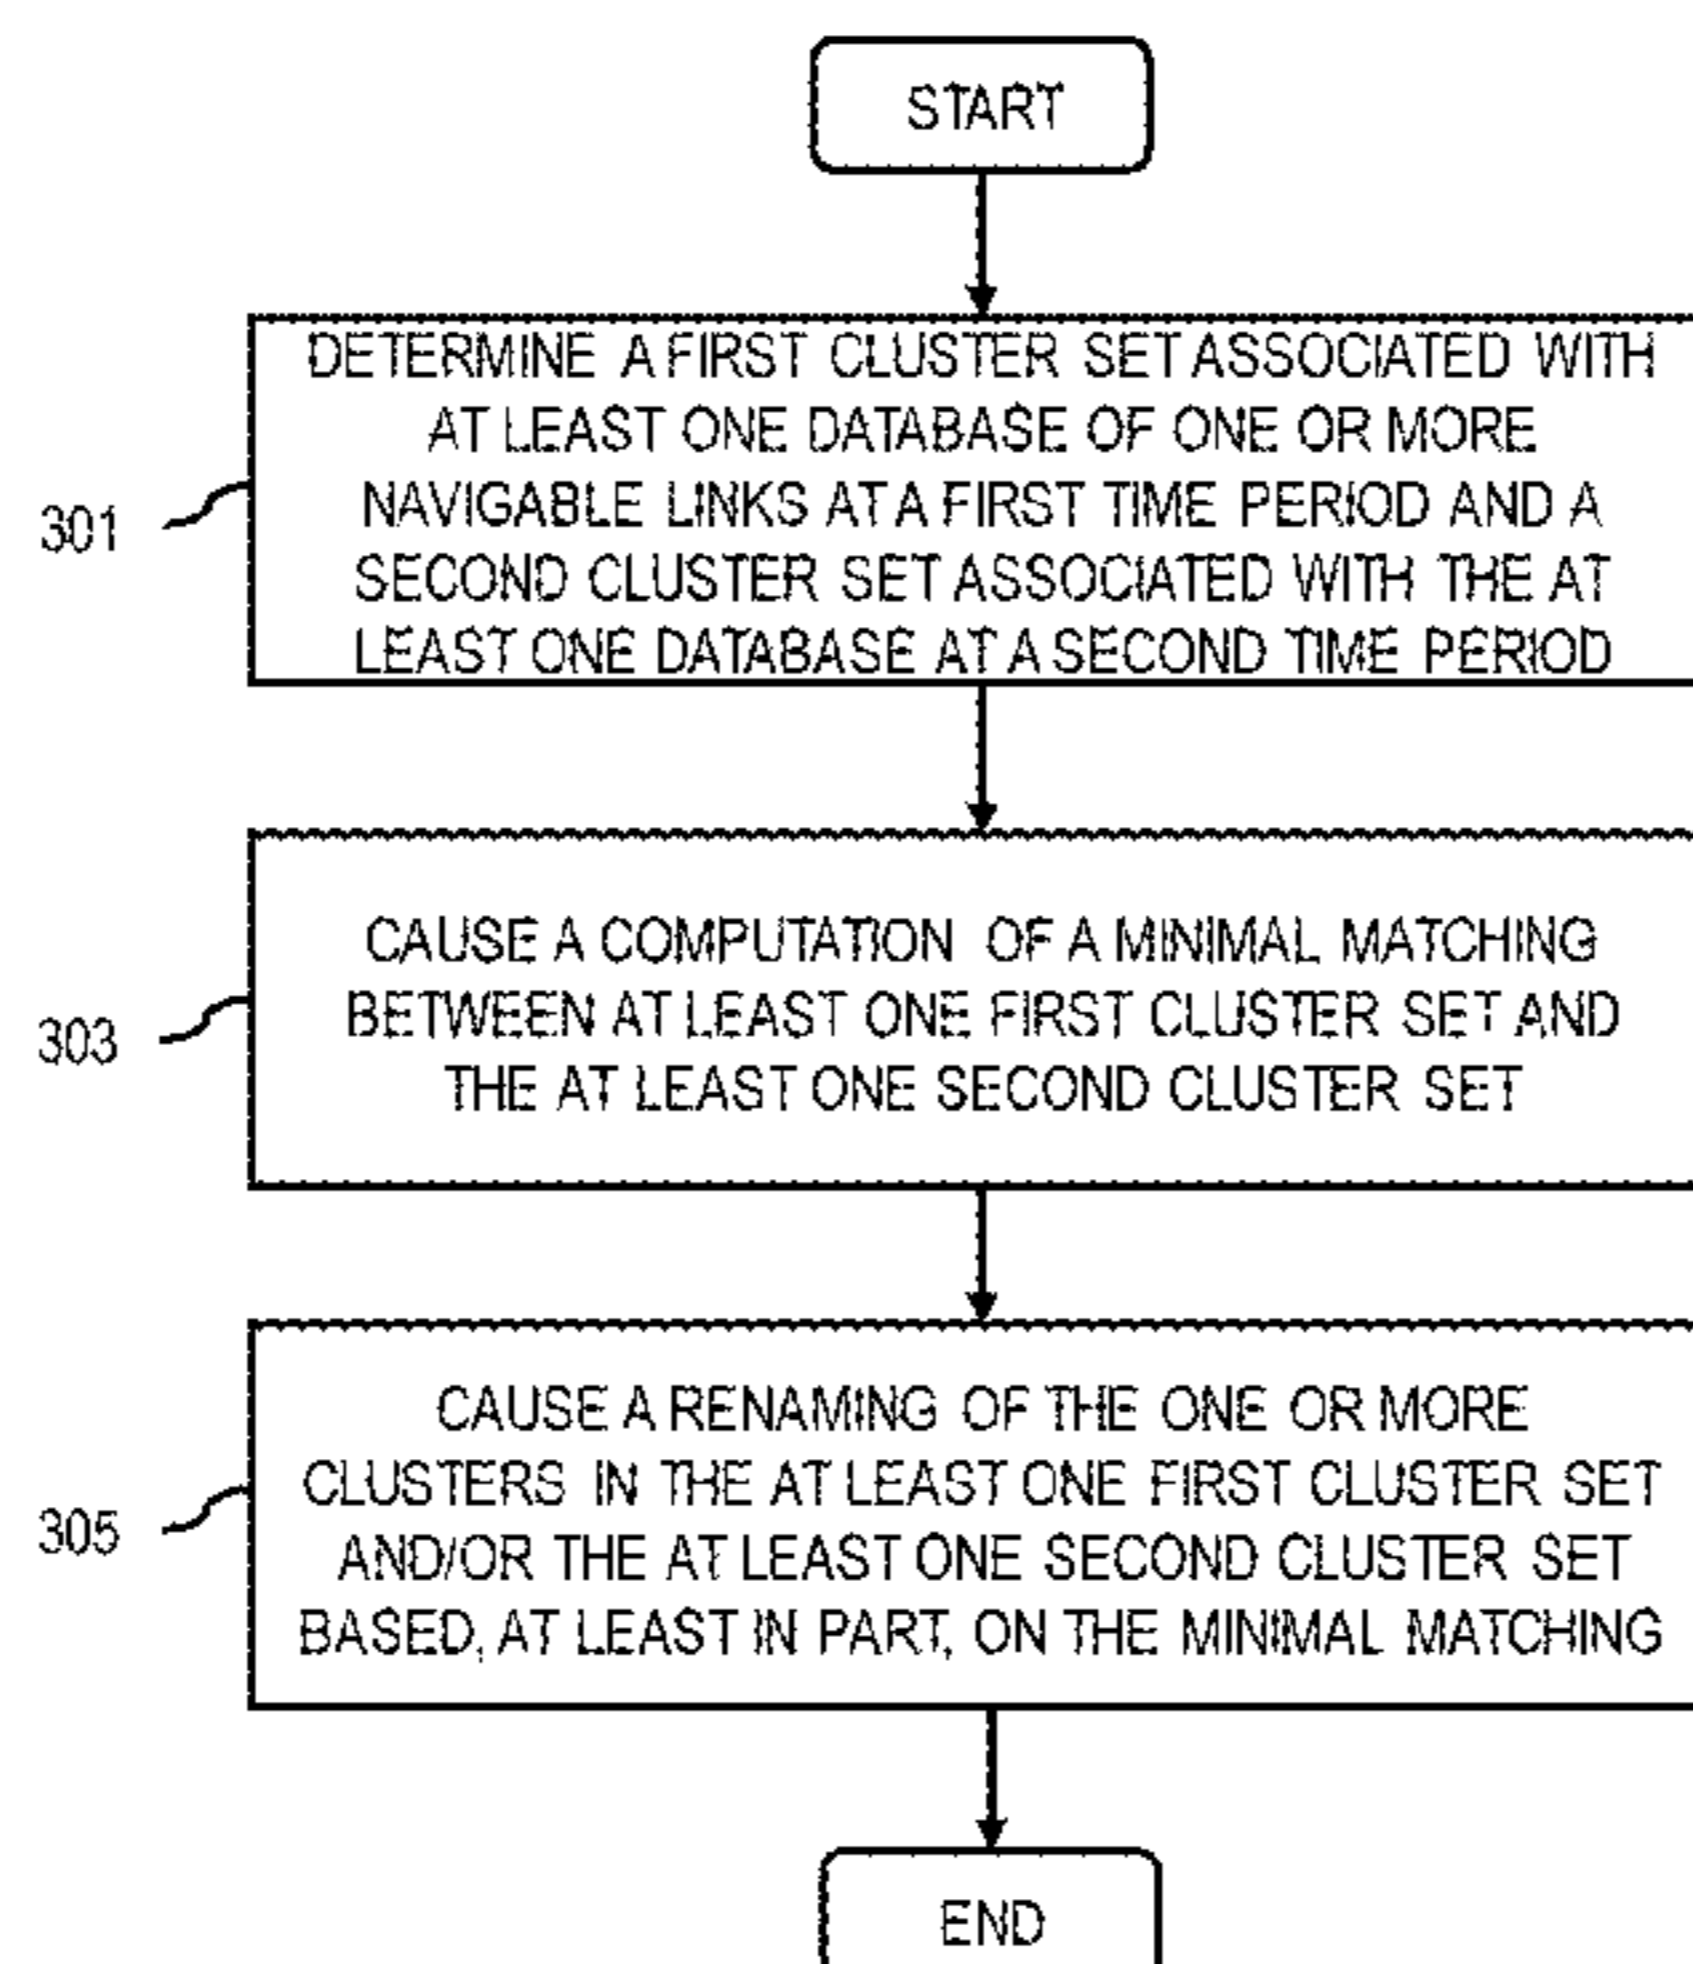 START
DETERMINE A FIRST CLUSTER SET ASSOCIATED WITH
AT LEAST ONE DATABASE OF ONE OR MORE
NAVIGABLE LINKS AT A FIRST TIME PERIOD AND A
SECOND CLUSTER SET ASSOCIATED WITH THE AT
LEAST ONE DATABASE AT A SECOND TIME PERIOD
301
CAUSE A COMPUTATION OF A MINIMAL MATCHING
BETWEEN AT LEAST ONE FIRST CLUSTER SET AND
THE AT LEAST ONE SECOND CLUSTER SET
303
CAUSE A RENAMING OF THE ONE OR MORE
CLUSTERS IN THE AT LEAST ONE FIRST CLUSTER SET
AND/OR THE AT LEAST ONE SECOND CLUSTER SET
BASED, AT LEAST IN PART, ON THE MINIMAL MATCHING
305
END